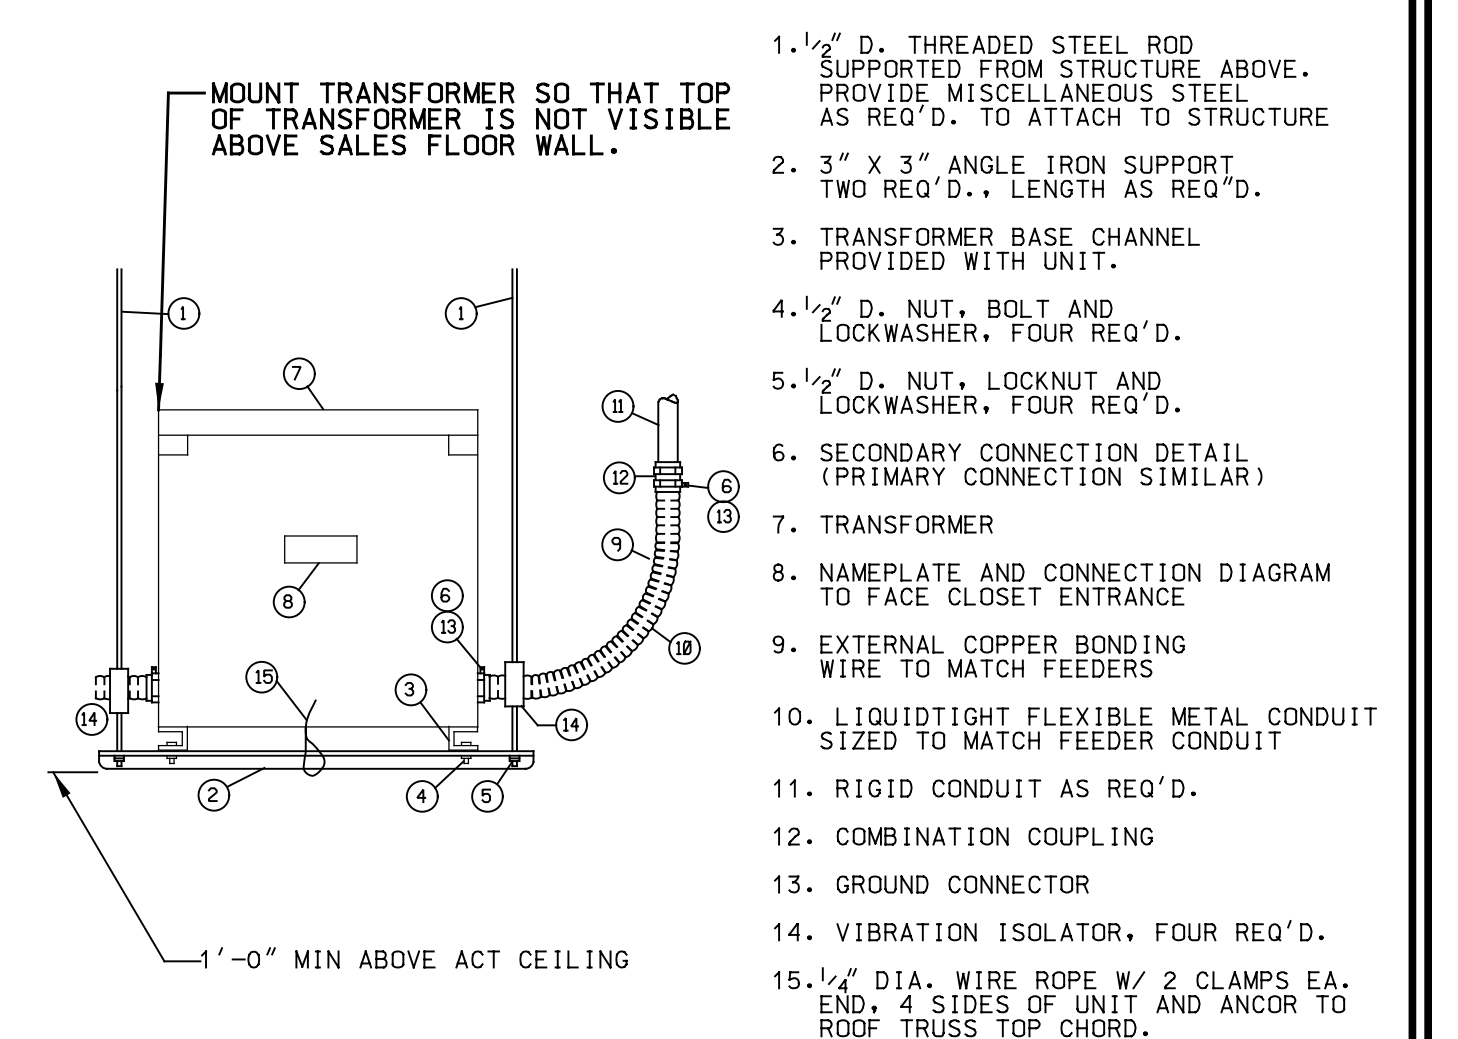 MOUNT TRANSFORMER SO THAT TOP
OF TRANSFORMER IS NOT VISIBLE
ABOVE SALES FLOOR WALL.
1
1
7
11
12
6
13
9
8
6
13
10
15
3
14
14
2
4
5
1'-0" MIN ABOVE ACT CEILING
1. 1/2" D. THREADED STEEL ROD
SUPPORTED FROM STRUCTURE ABOVE.
PROVIDE MISCELLANEOUS STEEL
AS REQ'D. TO ATTACH TO STRUCTURE
2. 3" X 3" ANGLE IRON SUPPORT
TWO REQ'D., LENGTH AS REQ"D.
3. TRANSFORMER BASE CHANNEL
PROVIDED WITH UNIT.
4. 1/2" D. NUT, BOLT AND
LOCKWASHER, FOUR REQ'D.
5. 1/2" D. NUT, LOCKNUT AND
LOCKWASHER, FOUR REQ'D.
6. SECONDARY CONNECTION DETAIL
(PRIMARY CONNECTION SIMILAR)
7. TRANSFORMER
8. NAMEPLATE AND CONNECTION DIAGRAM
TO FACE CLOSET ENTRANCE
9. EXTERNAL COPPER BONDING
WIRE TO MATCH FEEDERS
10. LIQUIDTIGHT FLEXIBLE METAL CONDUIT
SIZED TO MATCH FEEDER CONDUIT
11. RIGID CONDUIT AS REQ'D.
12. COMBINATION COUPLING
13. GROUND CONNECTOR
14. VIBRATION ISOLATOR, FOUR REQ'D.
15. 1/4" DIA. WIRE ROPE W/ 2 CLAMPS EA.
END, 4 SIDES OF UNIT AND ANCOR TO
ROOF TRUSS TOP CHORD.